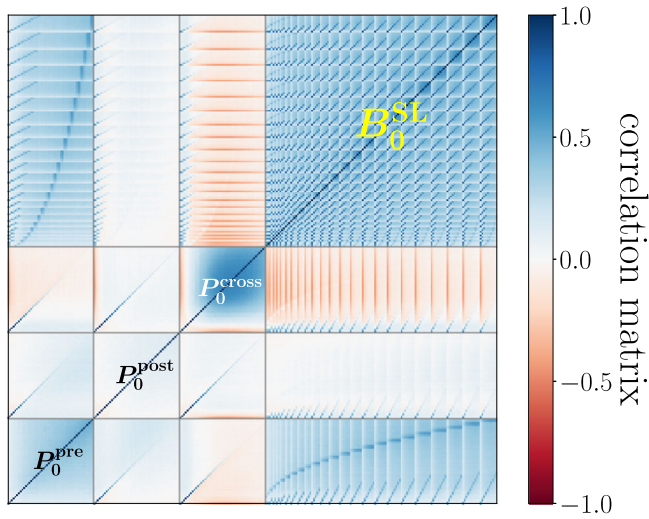 1.0
B_0^SL
0.5
correlation matrix
0.0
P_0^cross
P_0^post
−0.5
P_0^pre
−1.0